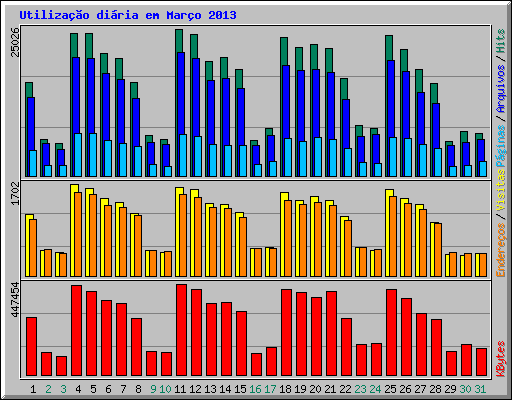 Utilização diária em Março 2013
25026
1702
447454
Hits / Arquivos / Páginas
visitas / Endereços
KBytes
1 2 3 4 5 6 7 8 9 10 11 12 13 14 15 16 17 18 19 20 21 22 23 24 25 26 27 28 29 30 31